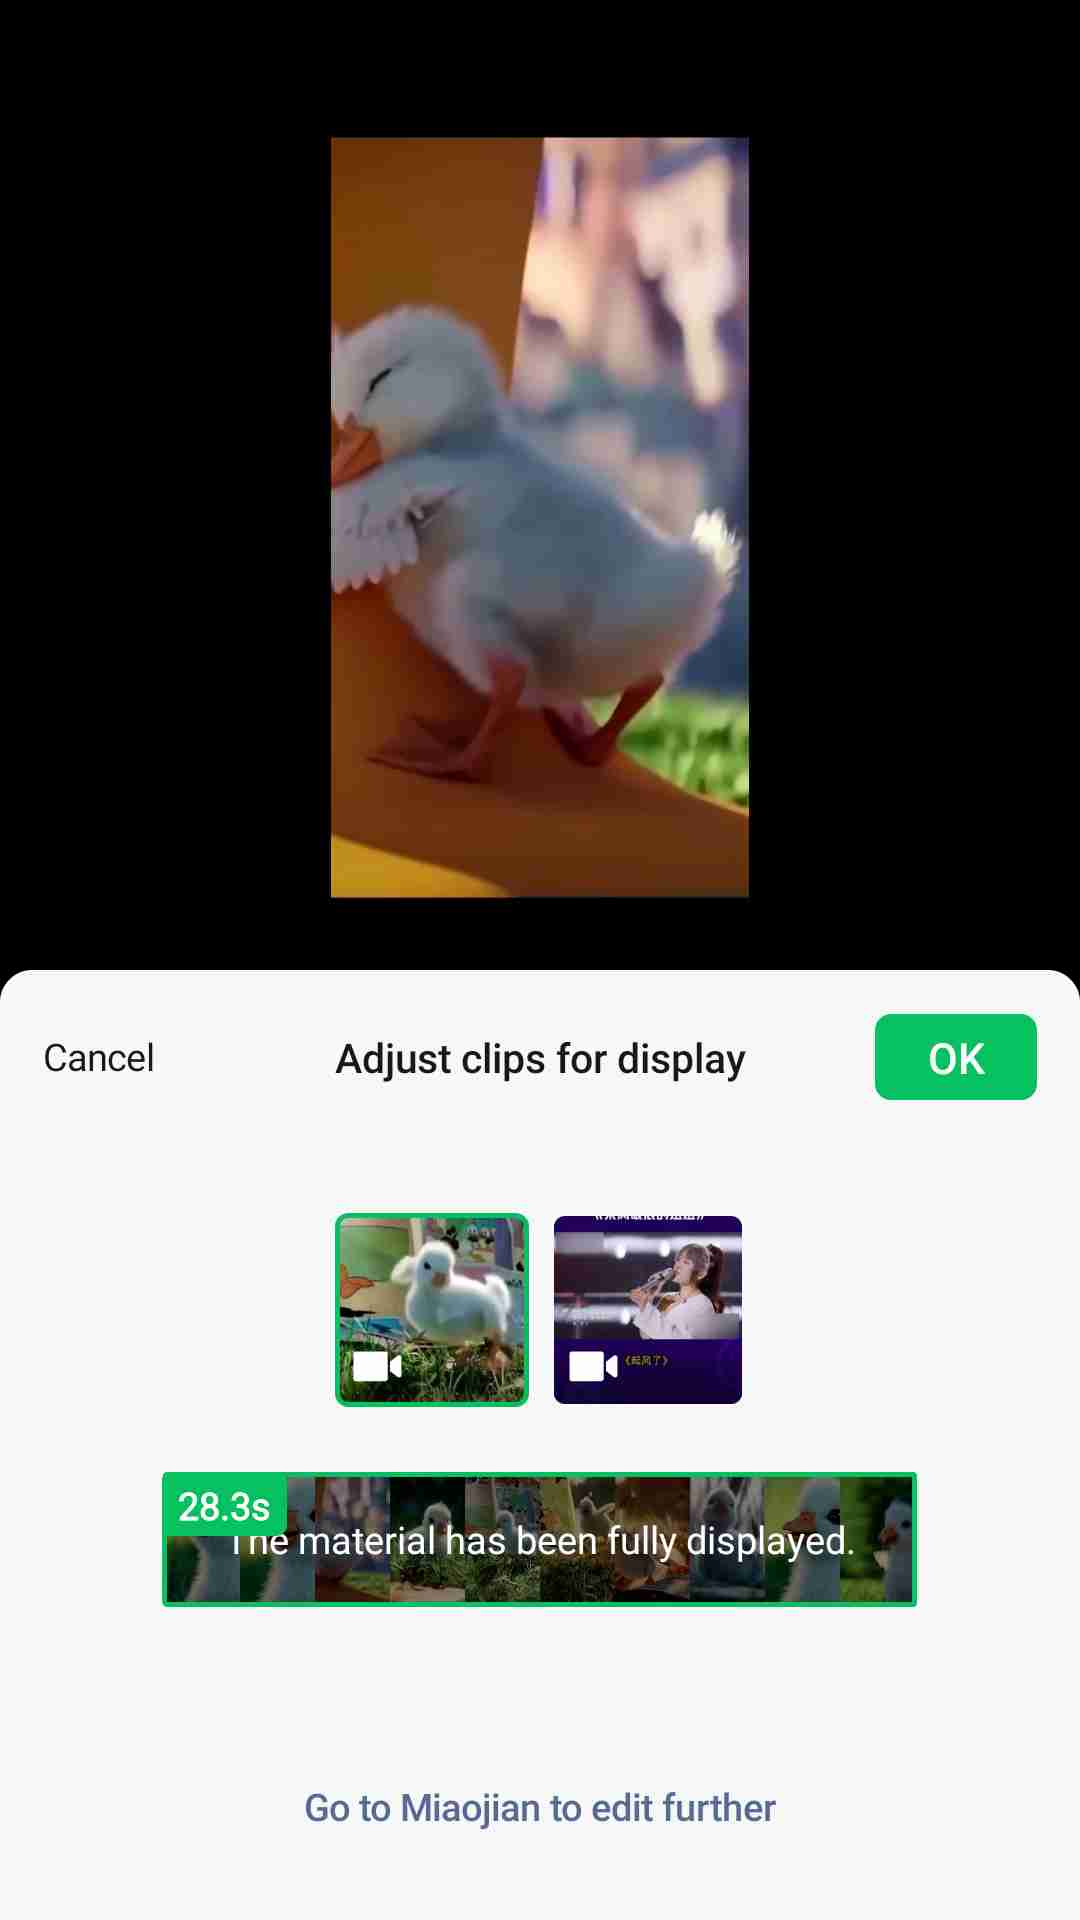 Cancel
Adjust clips for display
OK
《起风了》
28.3s
The material has been fully displayed.
Go to Miaojian to edit further